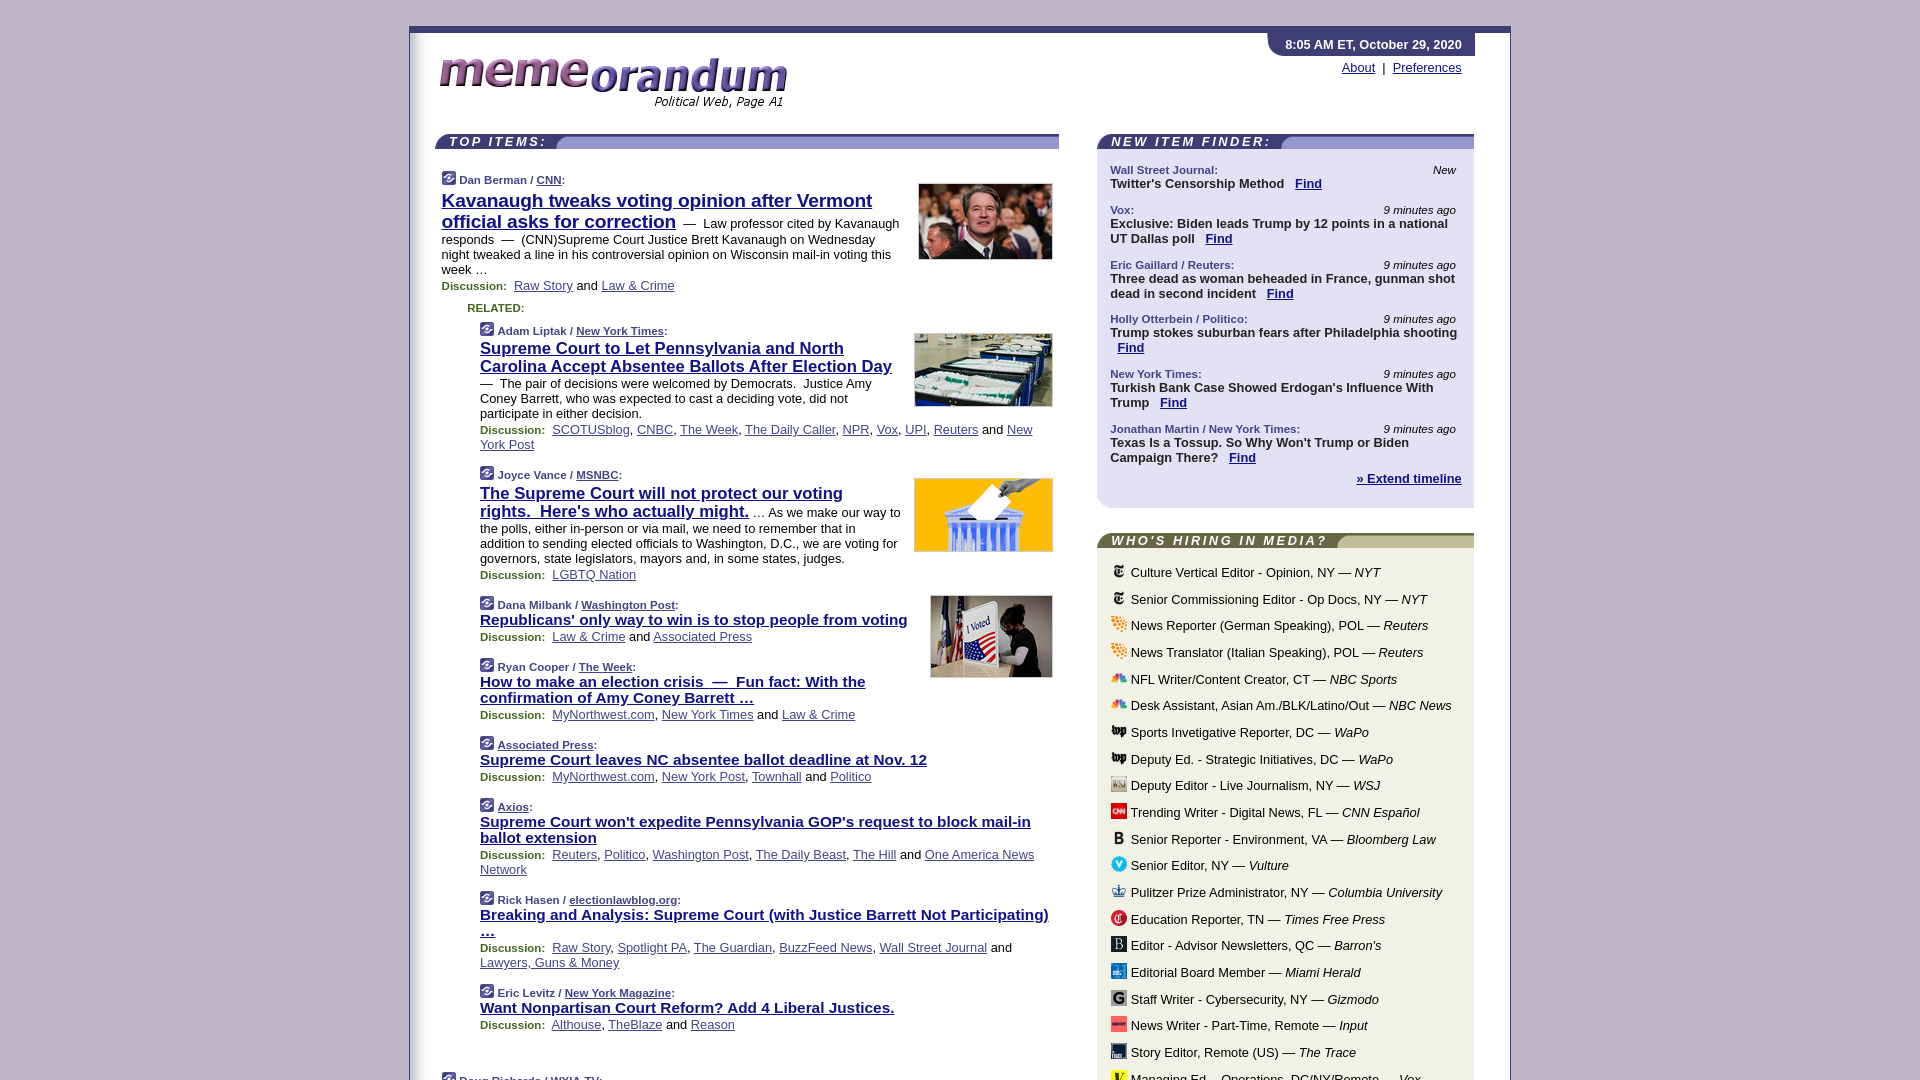 8:05 AM ET, October 29, 2020
About | Preferences
memeorandum
Political Web, Page A1
TOP ITEMS:
Dan Berman / CNN:
Kavanaugh tweaks voting opinion after Vermont
official asks for correction — Law professor cited by Kavanaugh
responds — (CNN)Supreme Court Justice Brett Kavanaugh on Wednesday
night tweaked a line in his controversial opinion on Wisconsin mail-in voting this
week …
Discussion: Raw Story and Law & Crime
RELATED:
Adam Liptak / New York Times:
Supreme Court to Let Pennsylvania and North
Carolina Accept Absentee Ballots After Election Day
— The pair of decisions were welcomed by Democrats. Justice Amy
Coney Barrett, who was expected to cast a deciding vote, did not
participate in either decision.
Discussion: SCOTUSblog, CNBC, The Week, The Daily Caller, NPR, Vox, UPI, Reuters and New
York Post
Joyce Vance / MSNBC:
The Supreme Court will not protect our voting
rights. Here's who actually might. … As we make our way to
the polls, either in-person or via mail, we need to remember that in
addition to sending elected officials to Washington, D.C., we are voting for
governors, state legislators, mayors and, in some states, judges.
Discussion: LGBTQ Nation
Dana Milbank / Washington Post:
Republicans' only way to win is to stop people from voting
Discussion: Law & Crime and Associated Press
I Voted
Ryan Cooper / The Week:
How to make an election crisis — Fun fact: With the
confirmation of Amy Coney Barrett …
Discussion: MyNorthwest.com, New York Times and Law & Crime
Associated Press:
Supreme Court leaves NC absentee ballot deadline at Nov. 12
Discussion: MyNorthwest.com, New York Post, Townhall and Politico
Axios:
Supreme Court won't expedite Pennsylvania GOP's request to block mail-in
ballot extension
Discussion: Reuters, Politico, Washington Post, The Daily Beast, The Hill and One America News
Network
Rick Hasen / electionlawblog.org:
Breaking and Analysis: Supreme Court (with Justice Barrett Not Participating)
…
Discussion: Raw Story, Spotlight PA, The Guardian, BuzzFeed News, Wall Street Journal and
Lawyers, Guns & Money
Eric Levitz / New York Magazine:
Want Nonpartisan Court Reform? Add 4 Liberal Justices.
Discussion: Althouse, TheBlaze and Reason
Doug Richards / WXIA-TV:
NEW ITEM FINDER:
Wall Street Journal: New
Twitter's Censorship Method Find
Vox: 9 minutes ago
Exclusive: Biden leads Trump by 12 points in a national
UT Dallas poll Find
Eric Gaillard / Reuters: 9 minutes ago
Three dead as woman beheaded in France, gunman shot
dead in second incident Find
Holly Otterbein / Politico: 9 minutes ago
Trump stokes suburban fears after Philadelphia shooting
Find
New York Times: 9 minutes ago
Turkish Bank Case Showed Erdogan's Influence With
Trump Find
Jonathan Martin / New York Times: 9 minutes ago
Texas Is a Tossup. So Why Won't Trump or Biden
Campaign There? Find
» Extend timeline
WHO'S HIRING IN MEDIA?
Culture Vertical Editor - Opinion, NY — NYT
Senior Commissioning Editor - Op Docs, NY — NYT
News Reporter (German Speaking), POL — Reuters
News Translator (Italian Speaking), POL — Reuters
NFL Writer/Content Creator, CT — NBC Sports
Desk Assistant, Asian Am./BLK/Latino/Out — NBC News
Sports Invetigative Reporter, DC — WaPo
Deputy Ed. - Strategic Initiatives, DC — WaPo
Deputy Editor - Live Journalism, NY — WSJ
Trending Writer - Digital News, FL — CNN Español
Senior Reporter - Environment, VA — Bloomberg Law
Senior Editor, NY — Vulture
Pulitzer Prize Administrator, NY — Columbia University
Education Reporter, TN — Times Free Press
Editor - Advisor Newsletters, QC — Barron's
Editorial Board Member — Miami Herald
Staff Writer - Cybersecurity, NY — Gizmodo
News Writer - Part-Time, Remote — Input
Story Editor, Remote (US) — The Trace
Managing Ed. - Operations, DC/NY/Remote — Vox